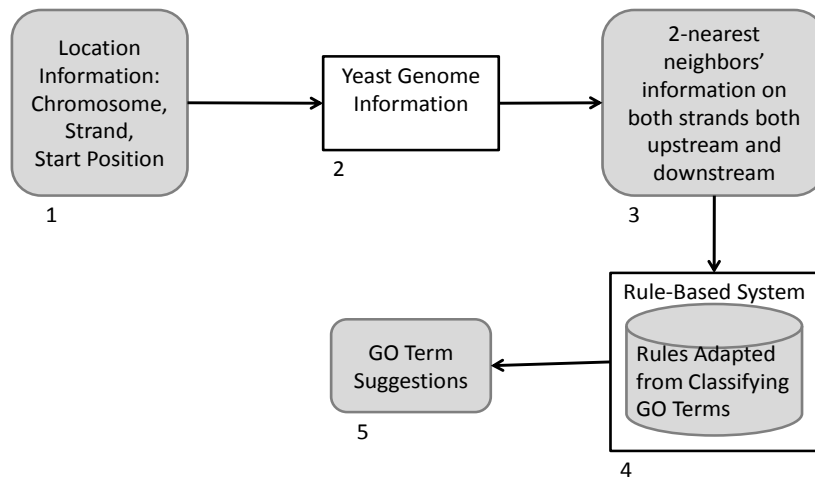 Location
Information:
Chromosome,
Strand,
Start Position
1
Yeast Genome
Information
2
2-nearest
neighbors’
information on
both strands both
upstream and
downstream
3
Rule-Based System
Rules Adapted
from Classifying
GO Terms
4
GO Term
Suggestions
5